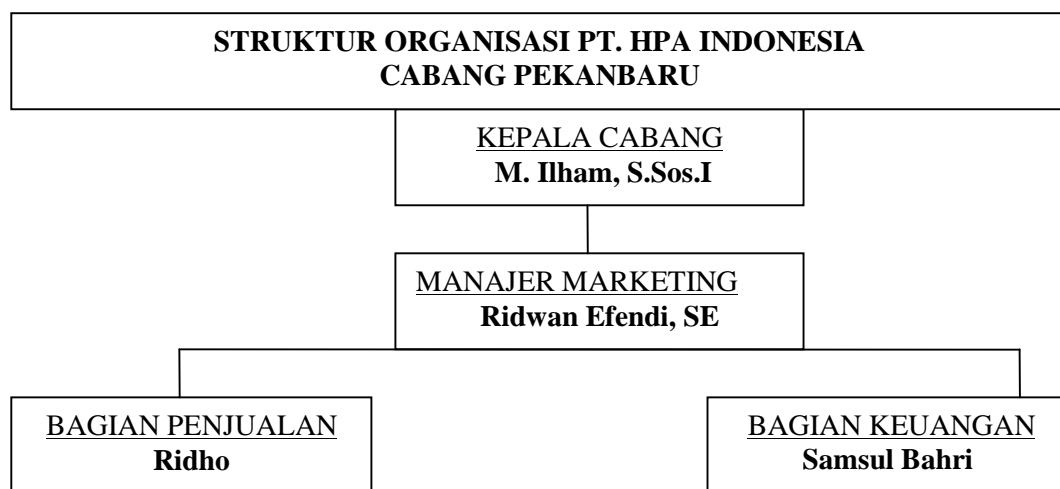 STRUKTUR ORGANISASI PT. HPA INDONESIA
CABANG PEKANBARU
KEPALA CABANG
M. Ilham, S.Sos.I
MANAJER MARKETING
Ridwan Efendi, SE
BAGIAN PENJUALAN
Ridho
BAGIAN KEUANGAN
Samsul Bahri